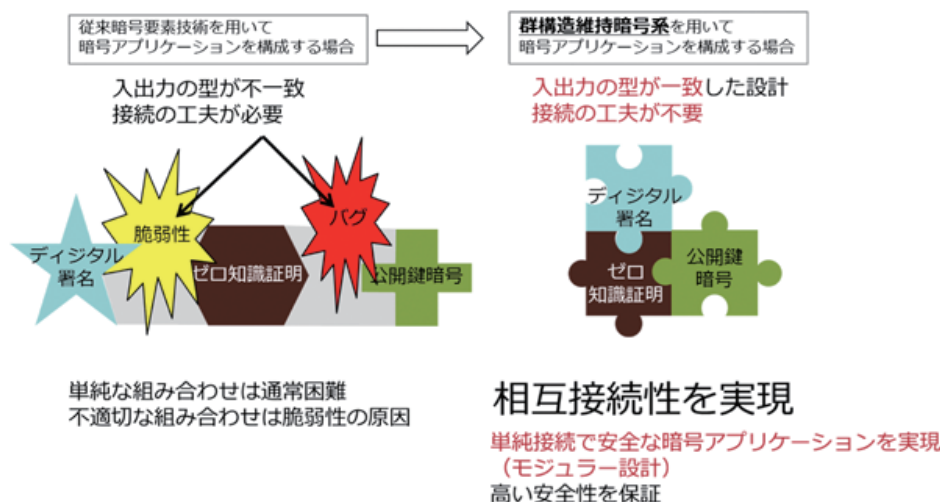 従来暗号要素技術を用いて
暗号アプリケーションを構成する場合
入出力の型が不一致
接続の工夫が必要
ディジタル
署名
脆弱性
ゼロ知識証明
バグ
公開鍵暗号
単純な組み合わせは通常困難
不適切な組み合わせは脆弱性の原因
群構造維持暗号系を用いて
暗号アプリケーションを構成する場合
入出力の型が一致した設計
接続の工夫が不要
ディジタル
署名
ゼロ
知識証明
公開鍵
暗号
相互接続性を実現
単純接続で安全な暗号アプリケーションを実現
（モジュラー設計）
高い安全性を保証